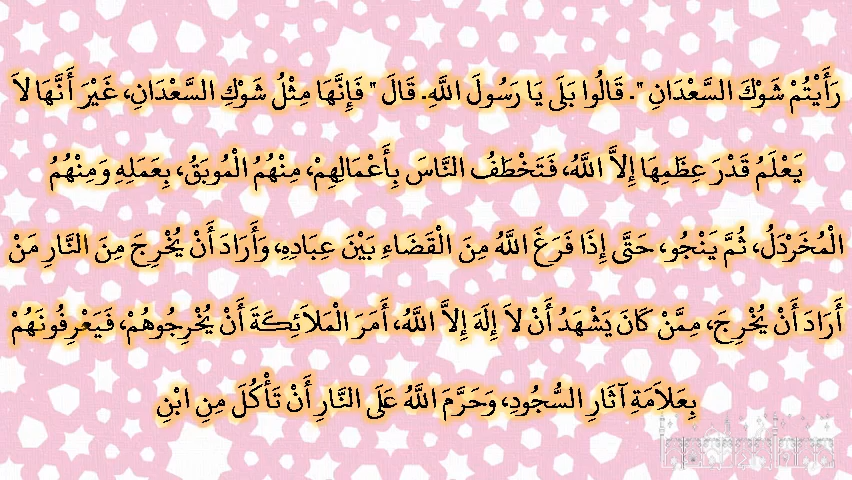 رَأَيْتُمْ شَوْكَ السَّعْدَانِ ‏"‏‏.‏ قَالُوا بَلَى يَا رَسُولَ اللَّهِ‏.‏ قَالَ ‏"‏ فَإِنَّهَا مِثْلُ شَوْكِ السَّعْدَانِ، غَيْرَ أَنَّهَا لاَ
يَعْلَمُ قَدْرَ عِظَمِهَا إِلاَّ اللَّهُ، فَتَخْطَفُ النَّاسَ بِأَعْمَالِهِمْ، مِنْهُمُ الْمُوبَقُ، بِعَمَلِهِ وَمِنْهُمُ
الْمُخَرْدَلُ، ثُمَّ يَنْجُو، حَتَّى إِذَا فَرَغَ اللَّهُ مِنَ الْقَضَاءِ بَيْنَ عِبَادِهِ، وَأَرَادَ أَنْ يُخْرِجَ مِنَ النَّارِ مَنْ
أَرَادَ أَنْ يُخْرِجَ، مِمَّنْ كَانَ يَشْهَدُ أَنْ لاَ إِلَهَ إِلاَّ اللَّهُ، أَمَرَ الْمَلاَئِكَةَ أَنْ يُخْرِجُوهُمْ، فَيَعْرِفُونَهُمْ
بِعَلاَمَةِ آثَارِ السُّجُودِ، وَحَرَّمَ اللَّهُ عَلَى النَّارِ أَنْ تَأْكُلَ مِنِ ابْنِ